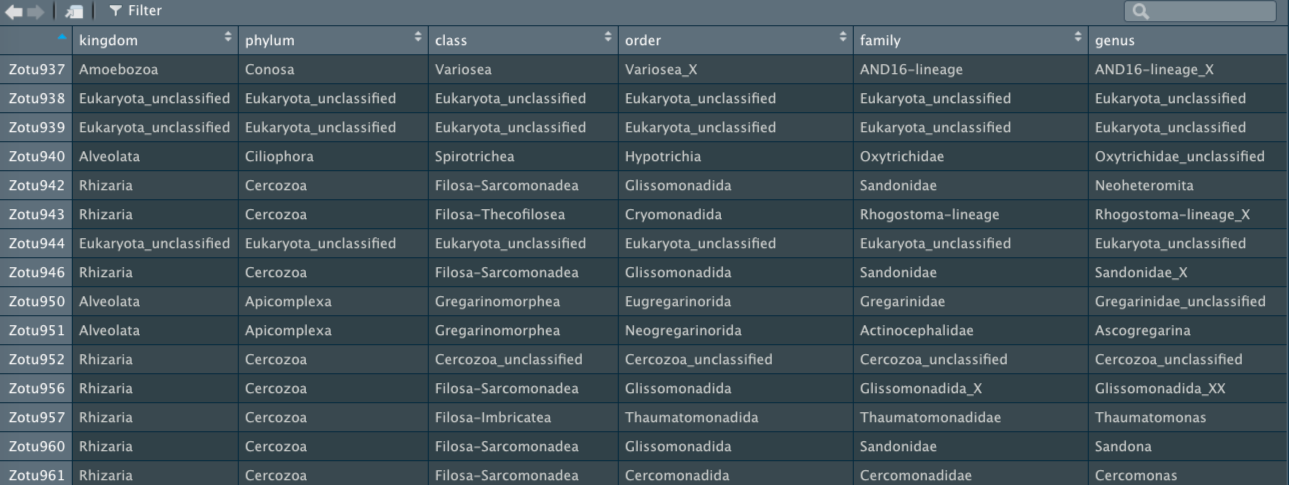 Filter
kingdom phylum class order family genus
Zotu937 Amoebozoa Conosa Variosea Variosea_X AND16-lineage AND16-lineage_X
Zotu938 Eukaryota_unclassified Eukaryota_unclassified Eukaryota_unclassified Eukaryota_unclassified Eukaryota_unclassified Eukaryota_unclassified
Zotu939 Eukaryota_unclassified Eukaryota_unclassified Eukaryota_unclassified Eukaryota_unclassified Eukaryota_unclassified Eukaryota_unclassified
Zotu940 Alveolata Ciliophora Spirotrichea Hypotrichia Oxytrichidae Oxytrichidae_unclassified
Zotu942 Rhizaria Cercozoa Filosa-Sarcomonadea Glissomonadida Sandonidae Neoheteromita
Zotu943 Rhizaria Cercozoa Filosa-Thecofilosea Cryomonadida Rhogostoma-lineage Rhogostoma-lineage_X
Zotu944 Eukaryota_unclassified Eukaryota_unclassified Eukaryota_unclassified Eukaryota_unclassified Eukaryota_unclassified Eukaryota_unclassified
Zotu946 Rhizaria Cercozoa Filosa-Sarcomonadea Glissomonadida Sandonidae Sandonidae_X
Zotu950 Alveolata Apicomplexa Gregarinomorphea Eugregarinorida Gregarinidae Gregarinidae_unclassified
Zotu951 Alveolata Apicomplexa Gregarinomorphea Neogregarinorida Actinocephalidae Ascogregarina
Zotu952 Rhizaria Cercozoa Cercozoa_unclassified Cercozoa_unclassified Cercozoa_unclassified Cercozoa_unclassified
Zotu956 Rhizaria Cercozoa Filosa-Sarcomonadea Glissomonadida Glissomonadida_X Glissomonadida_XX
Zotu957 Rhizaria Cercozoa Filosa-Imbricatea Thaumatomonadida Thaumatomonadidae Thaumatomonas
Zotu960 Rhizaria Cercozoa Filosa-Sarcomonadea Glissomonadida Sandonidae Sandona
Zotu961 Rhizaria Cercozoa Filosa-Sarcomonadea Cercomonadida Cercomonadidae Cercomonas